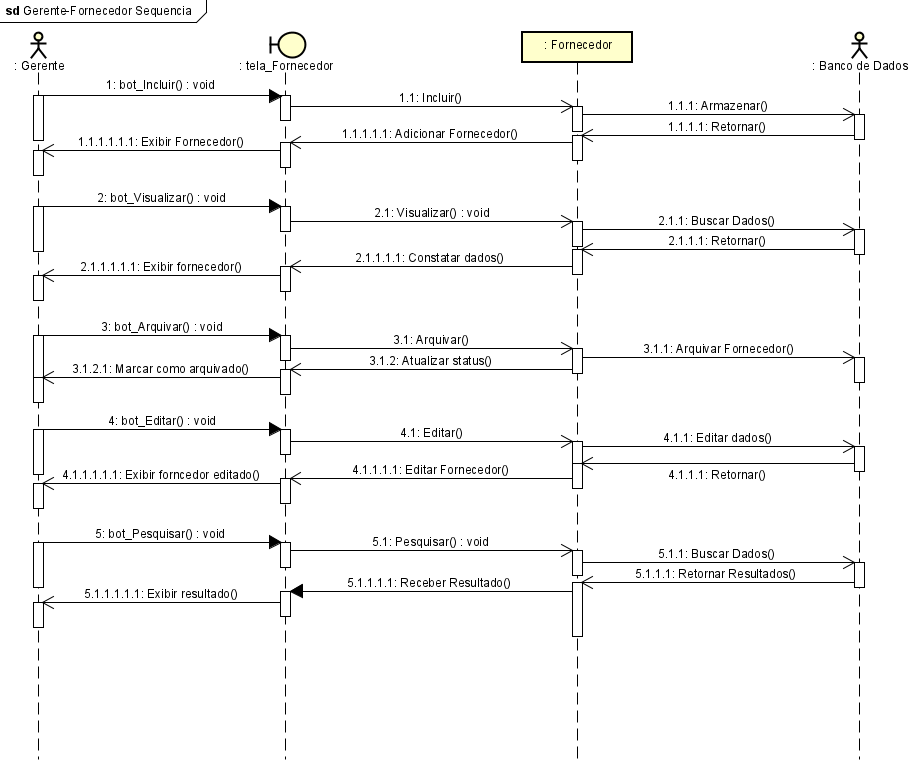 sd Gerente-Fornecedor Sequencia
: Gerente
: tela_Fornecedor
: Fornecedor
: Banco de Dados
1: bot_Incluir() : void
1.1: Incluir()
1.1.1: Armazenar()
1.1.1.1: Retornar()
1.1.1.1.1: Adicionar Fornecedor()
1.1.1.1.1.1: Exibir Fornecedor()
2: bot_Visualizar() : void
2.1: Visualizar() : void
2.1.1: Buscar Dados()
2.1.1.1: Retornar()
2.1.1.1.1: Constatar dados()
2.1.1.1.1.1: Exibir fornecedor()
3: bot_Arquivar() : void
3.1: Arquivar()
3.1.1: Arquivar Fornecedor()
3.1.2: Atualizar status()
3.1.2.1: Marcar como arquivado()
4: bot_Editar() : void
4.1: Editar()
4.1.1: Editar dados()
4.1.1.1: Retornar()
4.1.1.1.1: Editar Fornecedor()
4.1.1.1.1.1: Exibir forncedor editado()
5: bot_Pesquisar() : void
5.1: Pesquisar() : void
5.1.1: Buscar Dados()
5.1.1.1: Retornar Resultados()
5.1.1.1.1: Receber Resultado()
5.1.1.1.1.1: Exibir resultado()